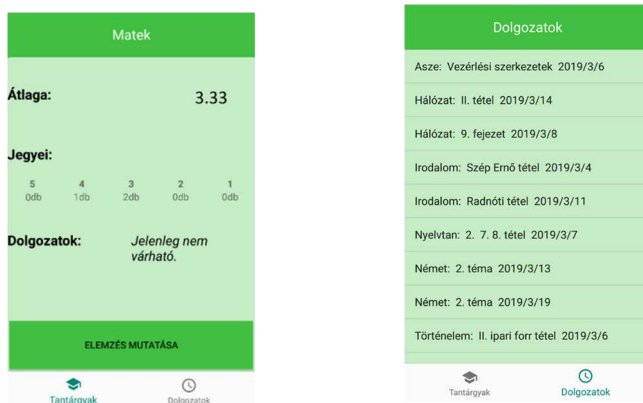 Matek
Átlaga: 3.33
Jegyei:
5 4 3 2 1
0db 1db 2db 0db 0db
Dolgozatok: Jelenleg nem
várható.
ELEMZÉS MUTATÁSA
Tantárgyak Dolgozatok
Dolgozatok
Asze: Vezérlési szerkezetek 2019/3/6
Hálózat: II. tétel 2019/3/14
Hálózat: 9. fejezet 2019/3/8
Irodalom: Szép Ernő tétel 2019/3/4
Irodalom: Radnóti tétel 2019/3/11
Nyelvtan: 2. 7. 8. tétel 2019/3/7
Német: 2. téma 2019/3/13
Német: 2. téma 2019/3/19
Történelem: II. ipari forr tétel 2019/3/6
Tantárgyak Dolgozatok